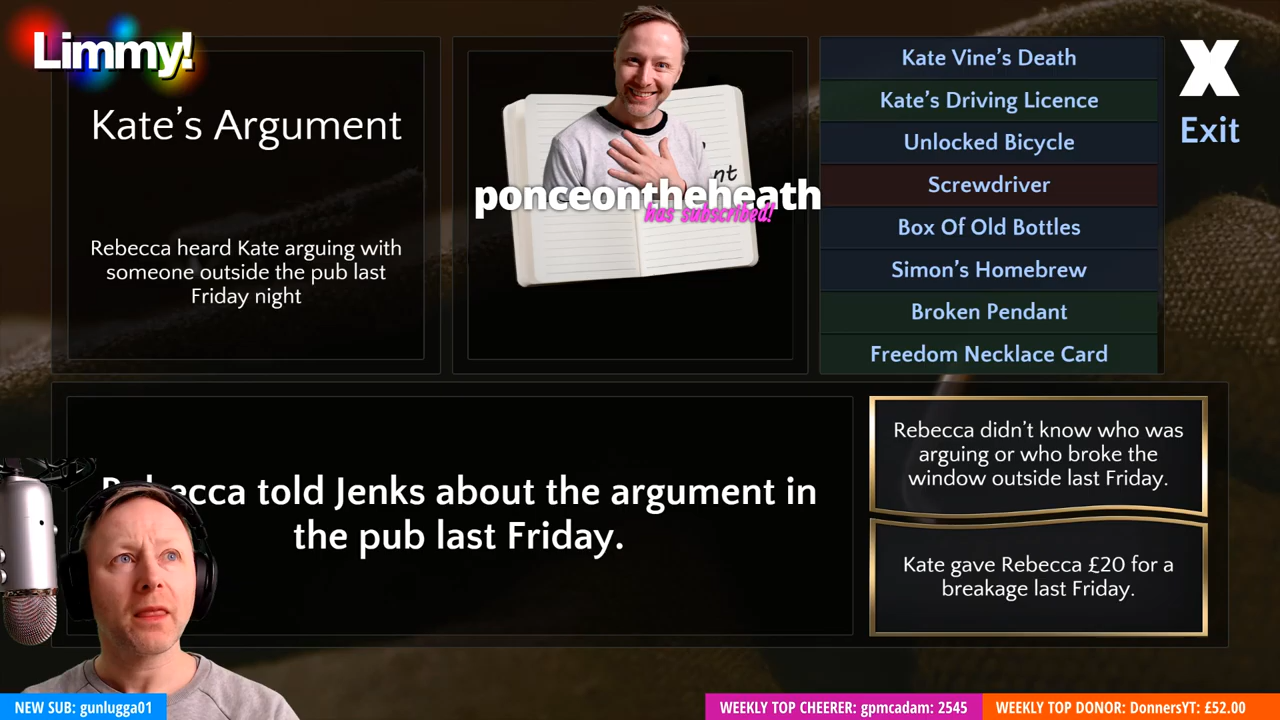 Limmy!
Kate's Argument
Rebecca heard Kate arguing with
someone outside the pub last
Friday night
nt
ponceontheheath
has subscribed!
Kate Vine's Death
Kate's Driving Licence
Unlocked Bicycle
Screwdriver
Box Of Old Bottles
Simon's Homebrew
Broken Pendant
Freedom Necklace Card
X
Exit
Rebecca told Jenks about the argument in
the pub last Friday.
Rebecca didn't know who was
arguing or who broke the
window outside last Friday.
Kate gave Rebecca £20 for a
breakage last Friday.
NEW SUB: gunlugga01
WEEKLY TOP CHEERER: gpmcadam: 2545
WEEKLY TOP DONOR: DonnersYT: £52.00